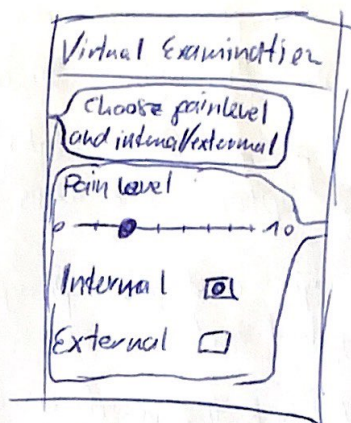 Virtual Examination
Choose painlevel
and internal/external
Pain level
0 10
Internal
External